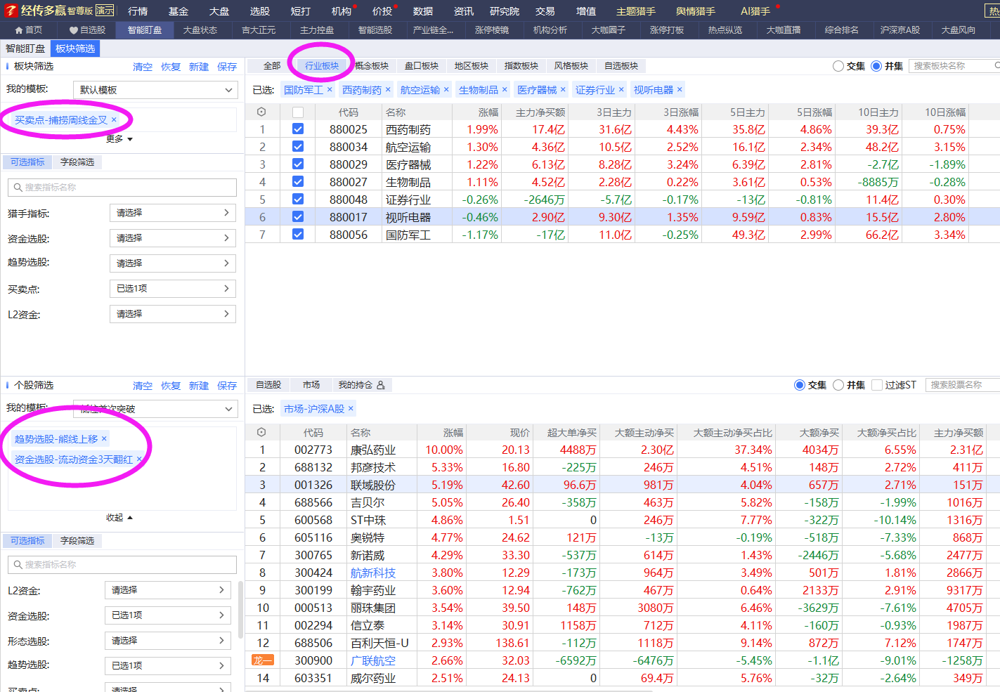 经传多赢 智尊版 演示 行情 基金 大盘 选股 短打 机构 价投 数据 资讯 研究院 交易 增值 主题猎手 舆情猎手 AI猎手 热
首页 自选股 智能盯盘 大盘状态 吉大正元 主力控盘 智能选股 产业链全... 涨停棱镜 机构分析 大咖圈子 涨停打板 热点纵览 大咖直播 综合排名 沪深京A股 大盘风向
智能盯盘 板块筛选
板块筛选 清空 恢复 新建 保存
我的模板: 默认模板
买卖点-捕捞周线金叉 ×
更多
可选指标 字段筛选
搜索指标名称
猎手指标: 请选择
资金选股: 请选择
趋势选股: 请选择
买卖点: 已选1项
L2资金: 请选择
全部 行业板块 概念板块 盘口板块 地区板块 指数板块 风格板块 自选板块 交集 并集 搜索板块名称
已选: 国防军工 × 西药制药 × 航空运输 × 生物制品 × 医疗器械 × 证券行业 × 视听电器 ×
代码 名称 涨幅 主力净买额 3日主力 3日涨幅 5日主力 5日涨幅 10日主力 10日涨幅
1 880025 西药制药 1.99% 17.4亿 31.6亿 4.43% 35.8亿 4.86% 39.3亿 0.75%
2 880034 航空运输 1.30% 4.36亿 10.5亿 2.52% 16.1亿 2.34% 48.2亿 3.15%
3 880029 医疗器械 1.22% 6.13亿 8.28亿 3.24% 6.39亿 2.81% -2.7亿 -1.89%
4 880027 生物制品 1.11% 4.52亿 2.28亿 0.22% 3.61亿 0.53% -8885万 -0.28%
5 880048 证券行业 -0.26% -2646万 -5.7亿 -0.17% -13亿 -0.81% 11.4亿 0.30%
6 880017 视听电器 -0.46% 2.90亿 9.30亿 1.35% 9.59亿 0.83% 15.5亿 2.80%
7 880056 国防军工 -1.17% -17亿 11.0亿 -0.25% 49.3亿 2.99% 66.2亿 3.34%
个股筛选 清空 恢复 新建 保存
我的模板: 低位首次突破
趋势选股-熊线上移 ×
资金选股-流动资金3天翻红 ×
收起
可选指标 字段筛选
搜索指标名称
L2资金: 请选择
资金选股: 已选1项
形态选股: 请选择
趋势选股: 已选1项
买卖点: 请选择
自选股 市场 我的持仓 交集 并集 过滤ST 搜索股票名称
已选: 市场-沪深A股 ×
代码 名称 涨幅 现价 超大单净买 大额主动净买 大额主动净买占比 大额净买 大额净买占比 主力净买额
1 002773 康弘药业 10.00% 20.13 4488万 2.30亿 37.34% 4034万 6.55% 2.31亿
2 688132 邦彦技术 5.33% 16.80 -225万 246万 4.51% 148万 2.72% 411万
3 001326 联域股份 5.19% 42.60 96.6万 981万 4.04% 657万 2.71% 151万
4 688566 吉贝尔 5.05% 26.40 -358万 463万 5.82% -158万 -1.99% 1016万
5 600568 ST中珠 4.86% 1.51 0 246万 7.77% -322万 -10.14% 1316万
6 605116 奥锐特 4.77% 24.62 121万 -13万 -0.19% -518万 -7.33% 868万
7 300765 新诺威 4.29% 33.30 -537万 614万 1.43% -2446万 -5.68% 2477万
8 300424 航新科技 3.80% 12.29 -173万 964万 3.49% 501万 1.81% 2866万
9 300199 翰宇药业 3.60% 12.94 -762万 467万 0.64% 2133万 2.91% 9317万
10 000513 丽珠集团 3.54% 39.50 148万 3080万 6.46% -3629万 -7.61% 4705万
11 002294 信立泰 3.14% 30.91 1158万 712万 4.11% -160万 -0.93% 1987万
12 688506 百利天恒-U 2.93% 138.61 -112万 1118万 9.14% 872万 7.12% 1747万
龙一 300900 广联航空 2.66% 32.03 -6592万 -6476万 -5.45% -1.1亿 -9.01% -1258万
14 603351 威尔药业 2.51% 24.13 0 69.4万 5.76% -32万 -2.64% 349万